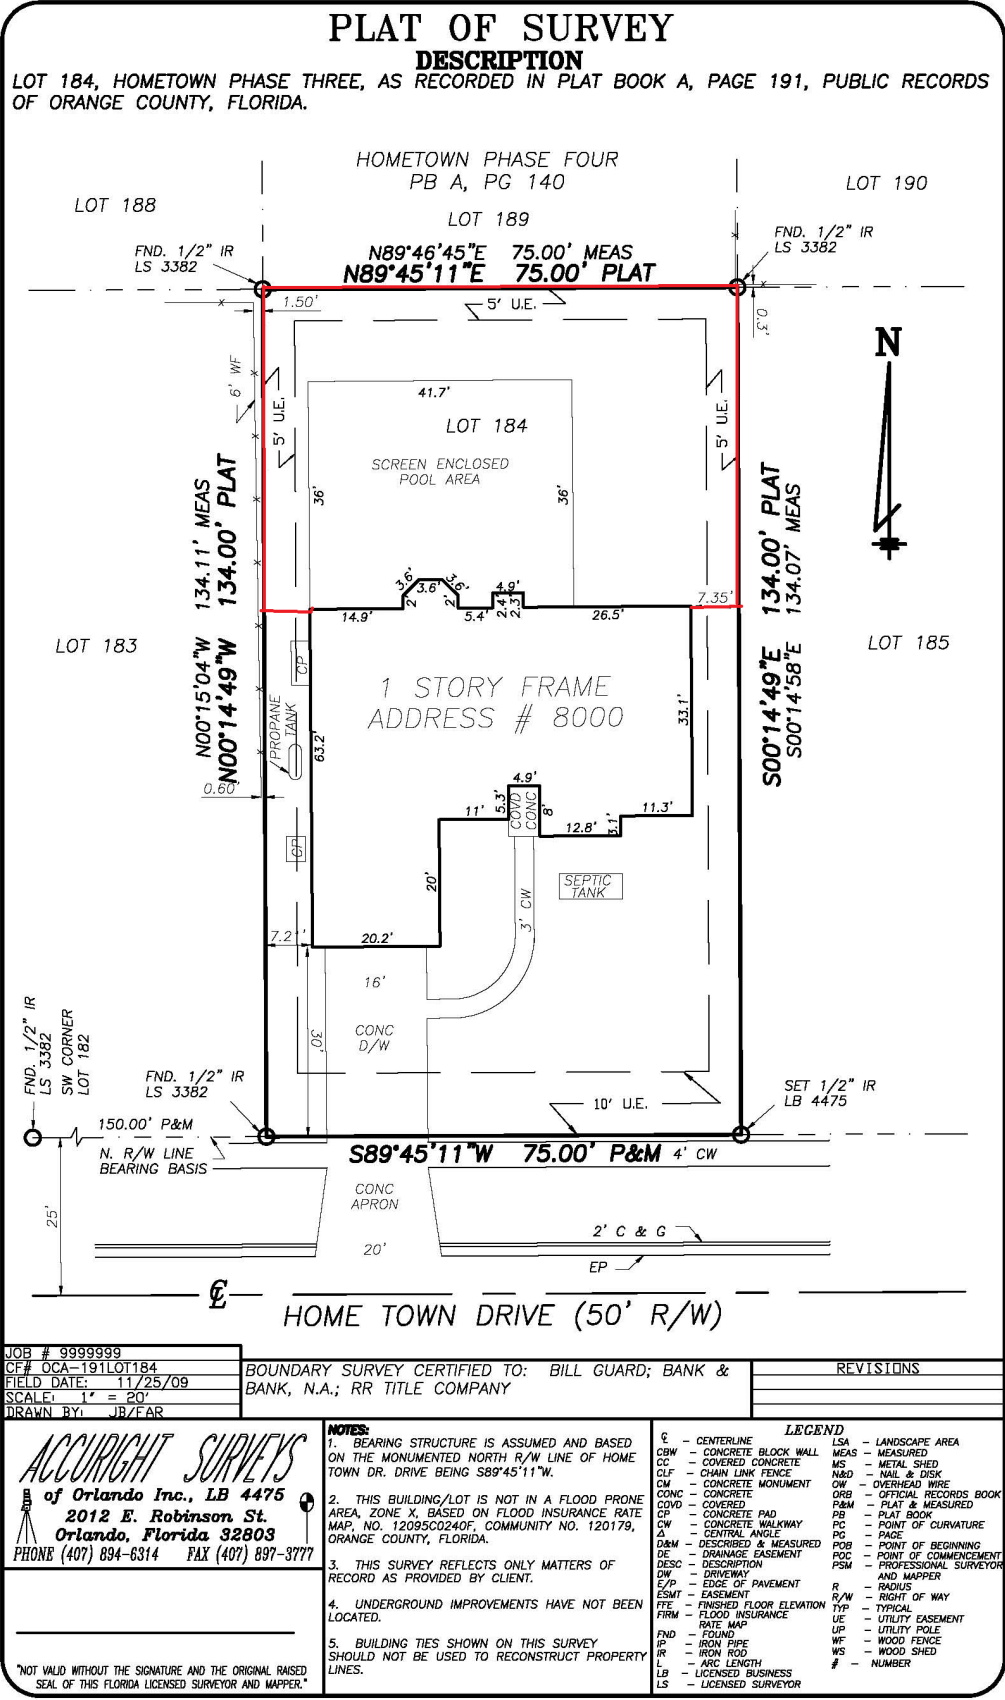 PLAT OF SURVEY
DESCRIPTION
LOT 184, HOMETOWN PHASE THREE, AS RECORDED IN PLAT BOOK A, PAGE 191, PUBLIC RECORDS
OF ORANGE COUNTY, FLORIDA.
HOMETOWN PHASE FOUR
PB A, PG 140
LOT 188
LOT 189
LOT 190
FND. 1/2" IR
LS 3382
N89°46'45"E 75.00' MEAS
N89°45'11"E 75.00' PLAT
FND. 1/2" IR
LS 3382
1.50'
5' U.E.
0.3'
N
6' WF
5' U.E.
5' U.E.
41.7'
LOT 184
SCREEN ENCLOSED
POOL AREA
36'
36'
N00°15'04"W 134.11' MEAS
N00°14'49"W 134.00' PLAT
S00°14'49"E 134.00' PLAT
S00°14'58"E 134.07' MEAS
3.6'
3.6'
3.6'
4.9'
2'
2'
2.4'
2.3'
14.9'
5.4'
26.5'
7.35'
LOT 183
LOT 185
CP
1 STORY FRAME
ADDRESS # 8000
PROPANE
TANK
63.2'
33.1'
0.60'
4.9'
5.3'
COVD
CONC
8'
11'
11.3'
12.8'
3.1'
CP
20'
SEPTIC
TANK
3' CW
7.21'
20.2'
16'
CONC
D/W
30'
FND. 1/2" IR
LS 3382
SW CORNER
LOT 182
FND. 1/2" IR
LS 3382
SET 1/2" IR
LB 4475
10' U.E.
150.00' P&M
N. R/W LINE
BEARING BASIS
S89°45'11"W 75.00' P&M
4' CW
CONC
APRON
25'
20'
2' C & G
EP
℄
HOME TOWN DRIVE (50' R/W)
JOB # 9999999
CF# OCA-191LOT184
FIELD DATE: 11/25/09
SCALE: 1" = 20'
DRAWN BY: JB/FAR
BOUNDARY SURVEY CERTIFIED TO: BILL GUARD; BANK &
BANK, N.A.; RR TITLE COMPANY
REVISIONS
ACCURIGHT SURVEYS
of Orlando Inc., LB 4475
2012 E. Robinson St.
Orlando, Florida 32803
PHONE (407) 894-6314 FAX (407) 897-3777
"NOT VALID WITHOUT THE SIGNATURE AND THE ORIGINAL RAISED
SEAL OF THIS FLORIDA LICENSED SURVEYOR AND MAPPER."
NOTES:
1. BEARING STRUCTURE IS ASSUMED AND BASED
ON THE MONUMENTED NORTH R/W LINE OF HOME
TOWN DR. DRIVE BEING S89°45'11"W.
2. THIS BUILDING/LOT IS NOT IN A FLOOD PRONE
AREA, ZONE X, BASED ON FLOOD INSURANCE RATE
MAP, NO. 12095C0240F, COMMUNITY NO. 120179,
ORANGE COUNTY, FLORIDA.
3. THIS SURVEY REFLECTS ONLY MATTERS OF
RECORD AS PROVIDED BY CLIENT.
4. UNDERGROUND IMPROVEMENTS HAVE NOT BEEN
LOCATED.
5. BUILDING TIES SHOWN ON THIS SURVEY
SHOULD NOT BE USED TO RECONSTRUCT PROPERTY
LINES.
LEGEND
℄ - CENTERLINE
CBW - CONCRETE BLOCK WALL
CC - COVERED CONCRETE
CLF - CHAIN LINK FENCE
CM - CONCRETE MONUMENT
CONC - CONCRETE
COVD - COVERED
CP - CONCRETE PAD
CW - CONCRETE WALKWAY
Δ - CENTRAL ANGLE
D&M - DESCRIBED & MEASURED
DE - DRAINAGE EASEMENT
DESC - DESCRIPTION
DW - DRIVEWAY
E/P - EDGE OF PAVEMENT
ESMT - EASEMENT
FFE - FINISHED FLOOR ELEVATION
FIRM - FLOOD INSURANCE
RATE MAP
FND - FOUND
IP - IRON PIPE
IR - IRON ROD
L - ARC LENGTH
LB - LICENSED BUSINESS
LS - LICENSED SURVEYOR
LSA - LANDSCAPE AREA
MEAS - MEASURED
MS - METAL SHED
N&D - NAIL & DISK
OW - OVERHEAD WIRE
ORB - OFFICIAL RECORDS BOOK
P&M - PLAT & MEASURED
PB - PLAT BOOK
PC - POINT OF CURVATURE
PG - PAGE
POB - POINT OF BEGINNING
POC - POINT OF COMMENCEMENT
PSM - PROFESSIONAL SURVEYOR
AND MAPPER
R - RADIUS
R/W - RIGHT OF WAY
TYP - TYPICAL
UE - UTILITY EASEMENT
UP - UTILITY POLE
WF - WOOD FENCE
WS - WOOD SHED
# - NUMBER